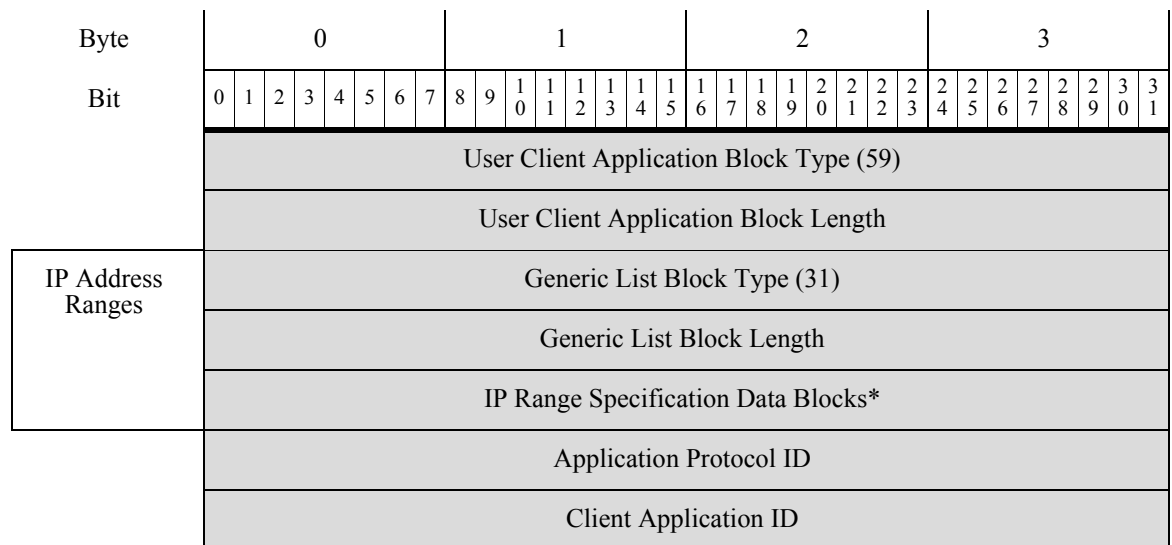 Byte 0 1 2 3
Bit 0 1 2 3 4 5 6 7 8 9 10 11 12 13 14 15 16 17 18 19 20 21 22 23 24 25 26 27 28 29 30 31
User Client Application Block Type (59)
User Client Application Block Length
IP Address
Ranges
Generic List Block Type (31)
Generic List Block Length
IP Range Specification Data Blocks*
Application Protocol ID
Client Application ID